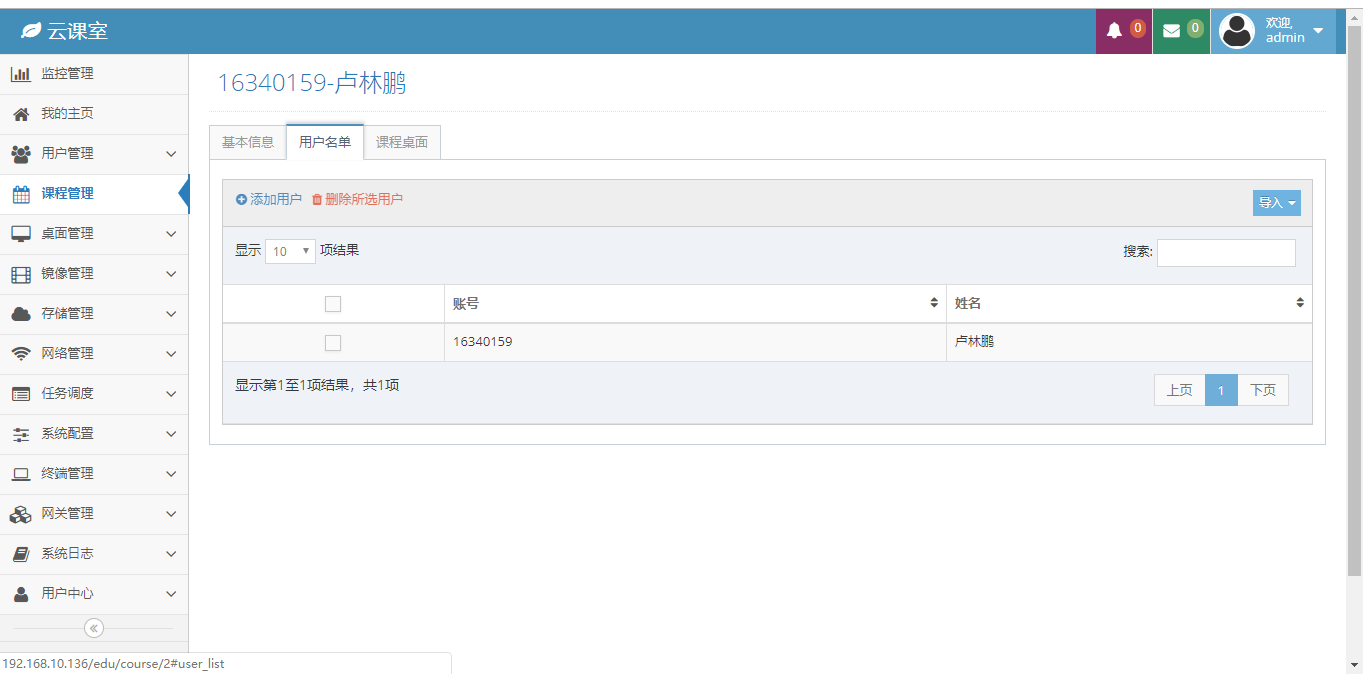 云课室
0
0
欢迎,
admin
监控管理
我的主页
用户管理
课程管理
桌面管理
镜像管理
存储管理
网络管理
任务调度
系统配置
终端管理
网关管理
系统日志
用户中心
16340159-卢林鹏
基本信息 用户名单 课程桌面
添加用户 删除所选用户 导入
显示 10 项结果 搜索:
账号 姓名
16340159 卢林鹏
显示第1至1项结果，共1项 上页 1 下页
192.168.10.136/edu/course/2#user_list